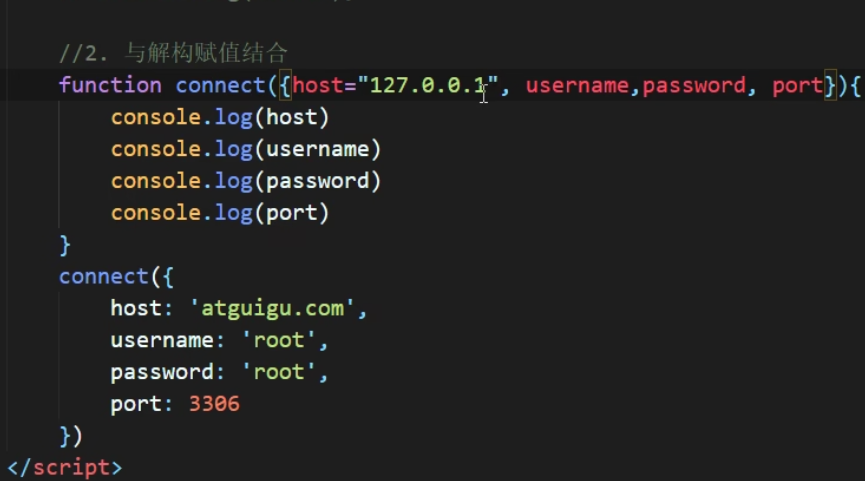 //2. 与解构赋值结合
function connect({host="127.0.0.1", username,password, port}){
console.log(host)
console.log(username)
console.log(password)
console.log(port)
}
connect({
host: 'atguigu.com',
username: 'root',
password: 'root',
port: 3306
})
</script>